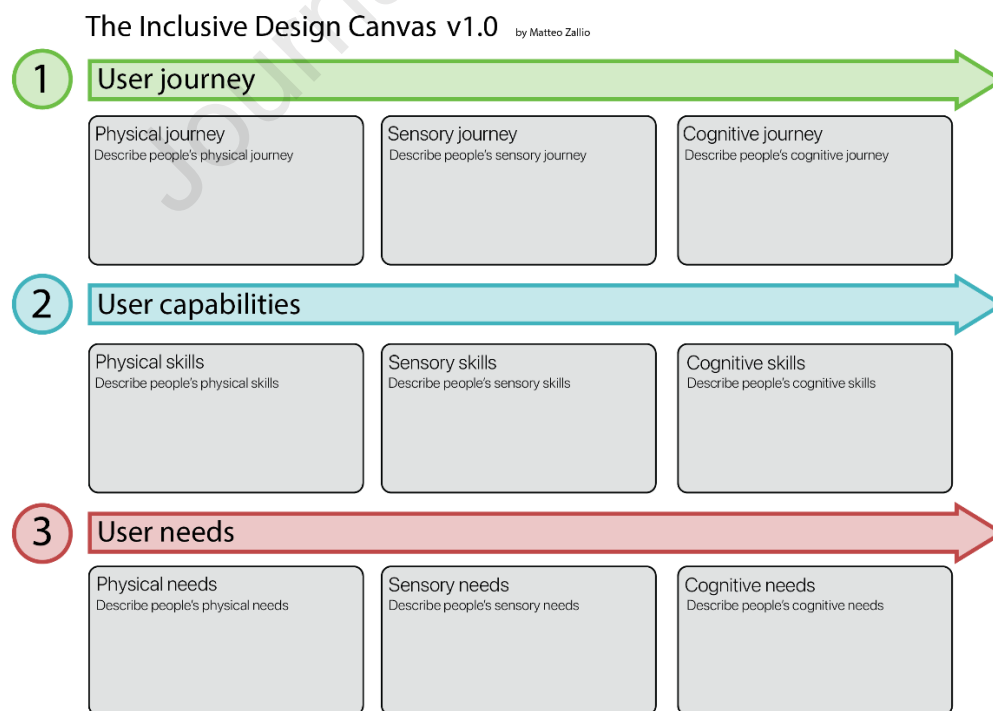 The Inclusive Design Canvas v1.0 by Matteo Zallio
1 User journey
Physical journey
Describe people's physical journey
Sensory journey
Describe people's sensory journey
Cognitive journey
Describe people's cognitive journey
2 User capabilities
Physical skills
Describe people's physical skills
Sensory skills
Describe people's sensory skills
Cognitive skills
Describe people's cognitive skills
3 User needs
Physical needs
Describe people's physical needs
Sensory needs
Describe people's sensory needs
Cognitive needs
Describe people's cognitive needs